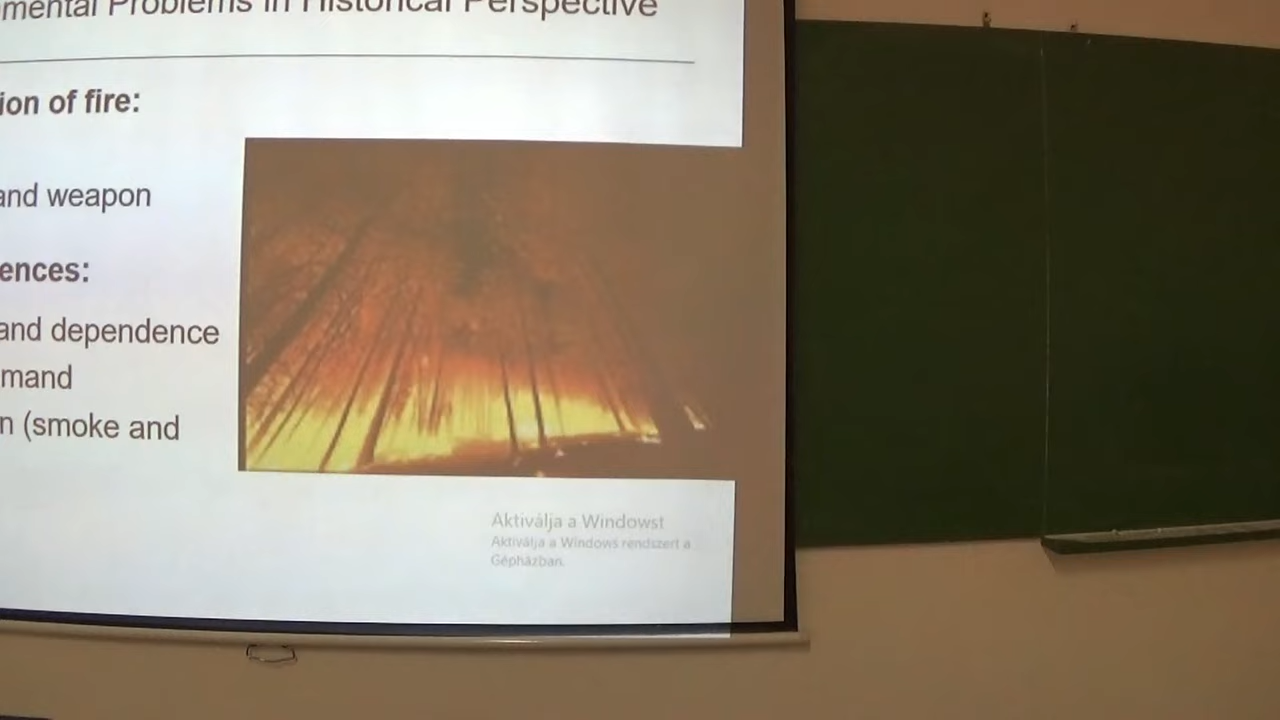 mental Problems in Historical Perspective
ion of fire:
and weapon
ences:
and dependence
mand
n (smoke and
Aktiválja a Windowst
Aktiválja a Windows rendszert a
Gépházban.